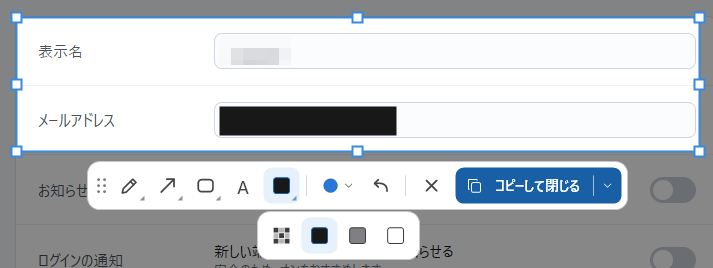 表示名
メールアドレス
A
コピーして閉じる
お知らせ
ログインの通知
新しい
らせる